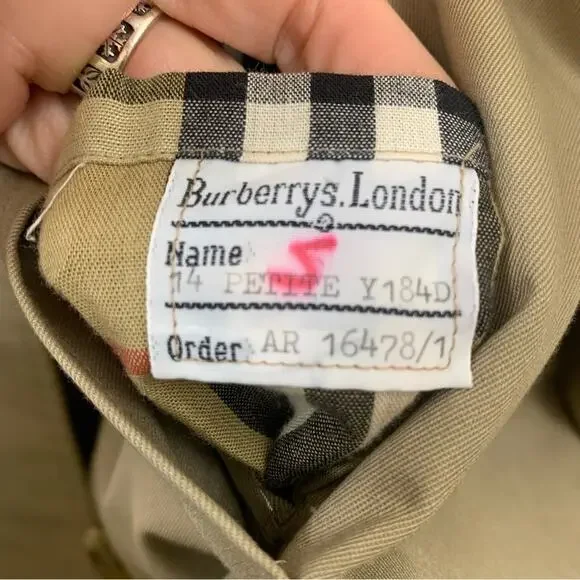 Burberrys. London
Name
14 PETITE Y184D
Order AR 16478/1